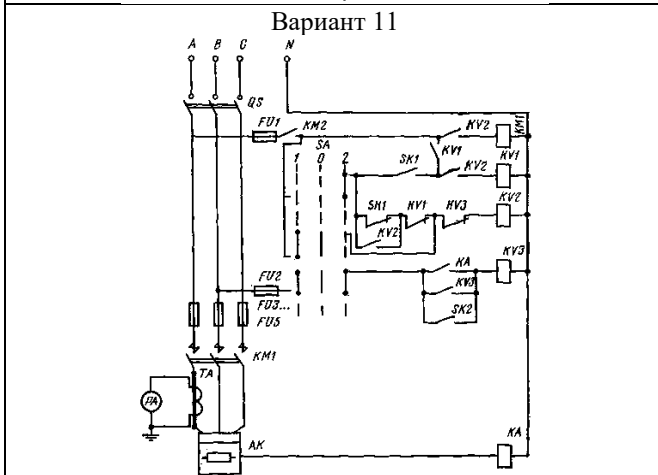 Вариант 11
A B C N
QS
FU1 KM2 KV2 KM1
SA KV1 KV1
1 0 2 SK1 KV2
KV2
SK1 KV1 KV3
KV2
KV3
KA
FU2 KV3
FU3... SK2
FU5
KM1
TA
PA
AK KA